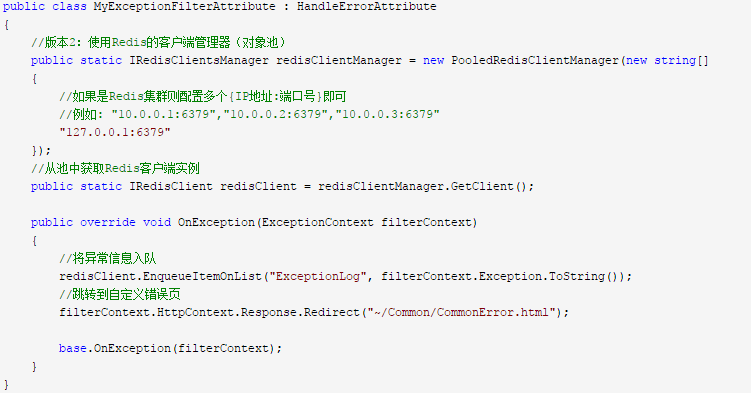 public class MyExceptionFilterAttribute : HandleErrorAttribute
{
    //版本2：使用Redis的客户端管理器（对象池）
    public static IRedisClientsManager redisClientManager = new PooledRedisClientManager(new string[]
    {
        //如果是Redis集群则配置多个{IP地址:端口号}即可
        //例如: "10.0.0.1:6379","10.0.0.2:6379","10.0.0.3:6379"
        "127.0.0.1:6379"
    });
    //从池中获取Redis客户端实例
    public static IRedisClient redisClient = redisClientManager.GetClient();
    public override void OnException(ExceptionContext filterContext)
    {
        //将异常信息入队
        redisClient.EnqueueItemOnList("ExceptionLog", filterContext.Exception.ToString());
        //跳转到自定义错误页
        filterContext.HttpContext.Response.Redirect("~/Common/CommonError.html");
        base.OnException(filterContext);
    }
}